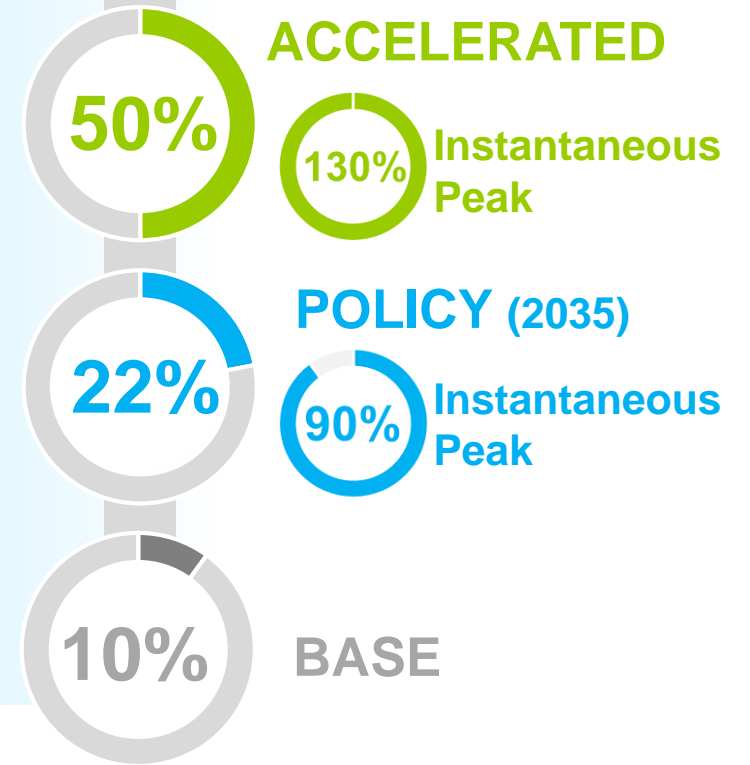 ACCELERATED
50%
130%
Instantaneous
Peak
POLICY (2035)
22%
90%
Instantaneous
Peak
10%
BASE